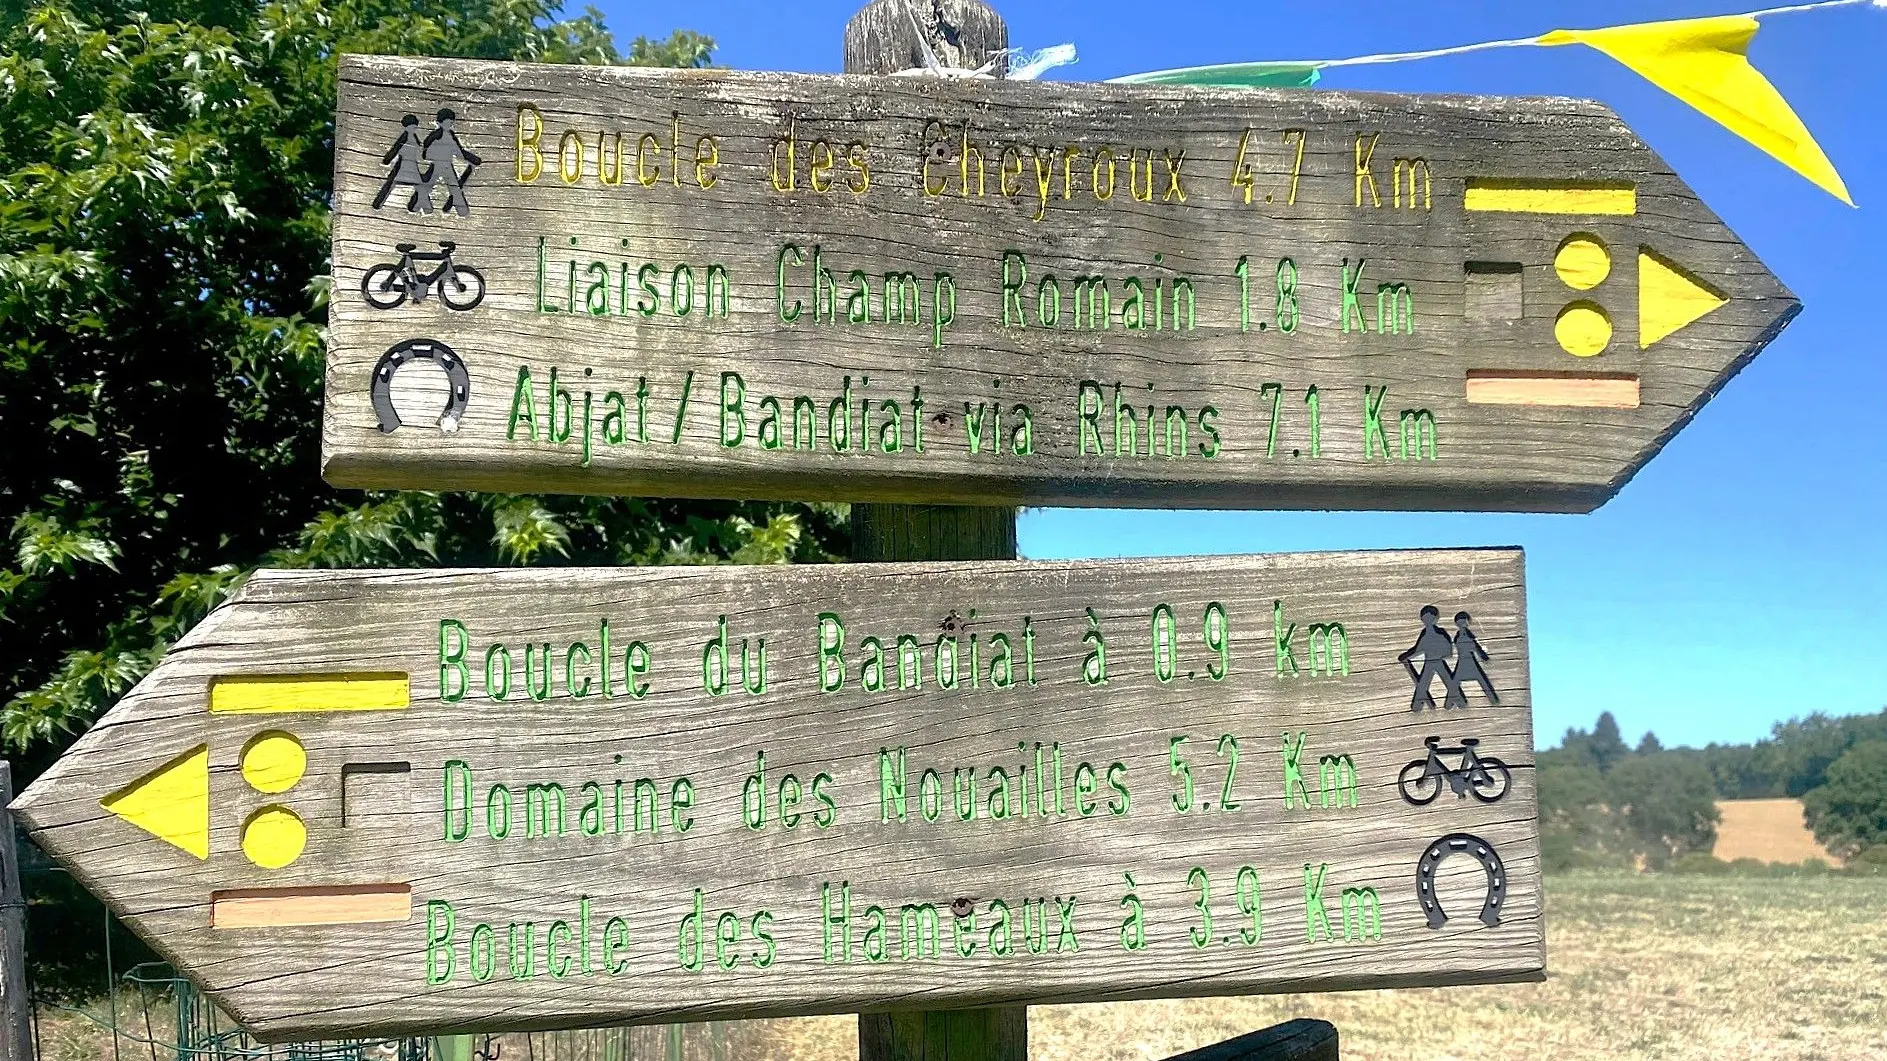 Boucle des Cheyroux 4.7 Km
Liaison Champ Romain 1.8 Km
Abjat / Bandiat via Rhins 7.1 Km
Boucle du Bandiat à 0.9 km
Domaine des Nouailles 5.2 Km
Boucle des Hameaux à 3.9 Km